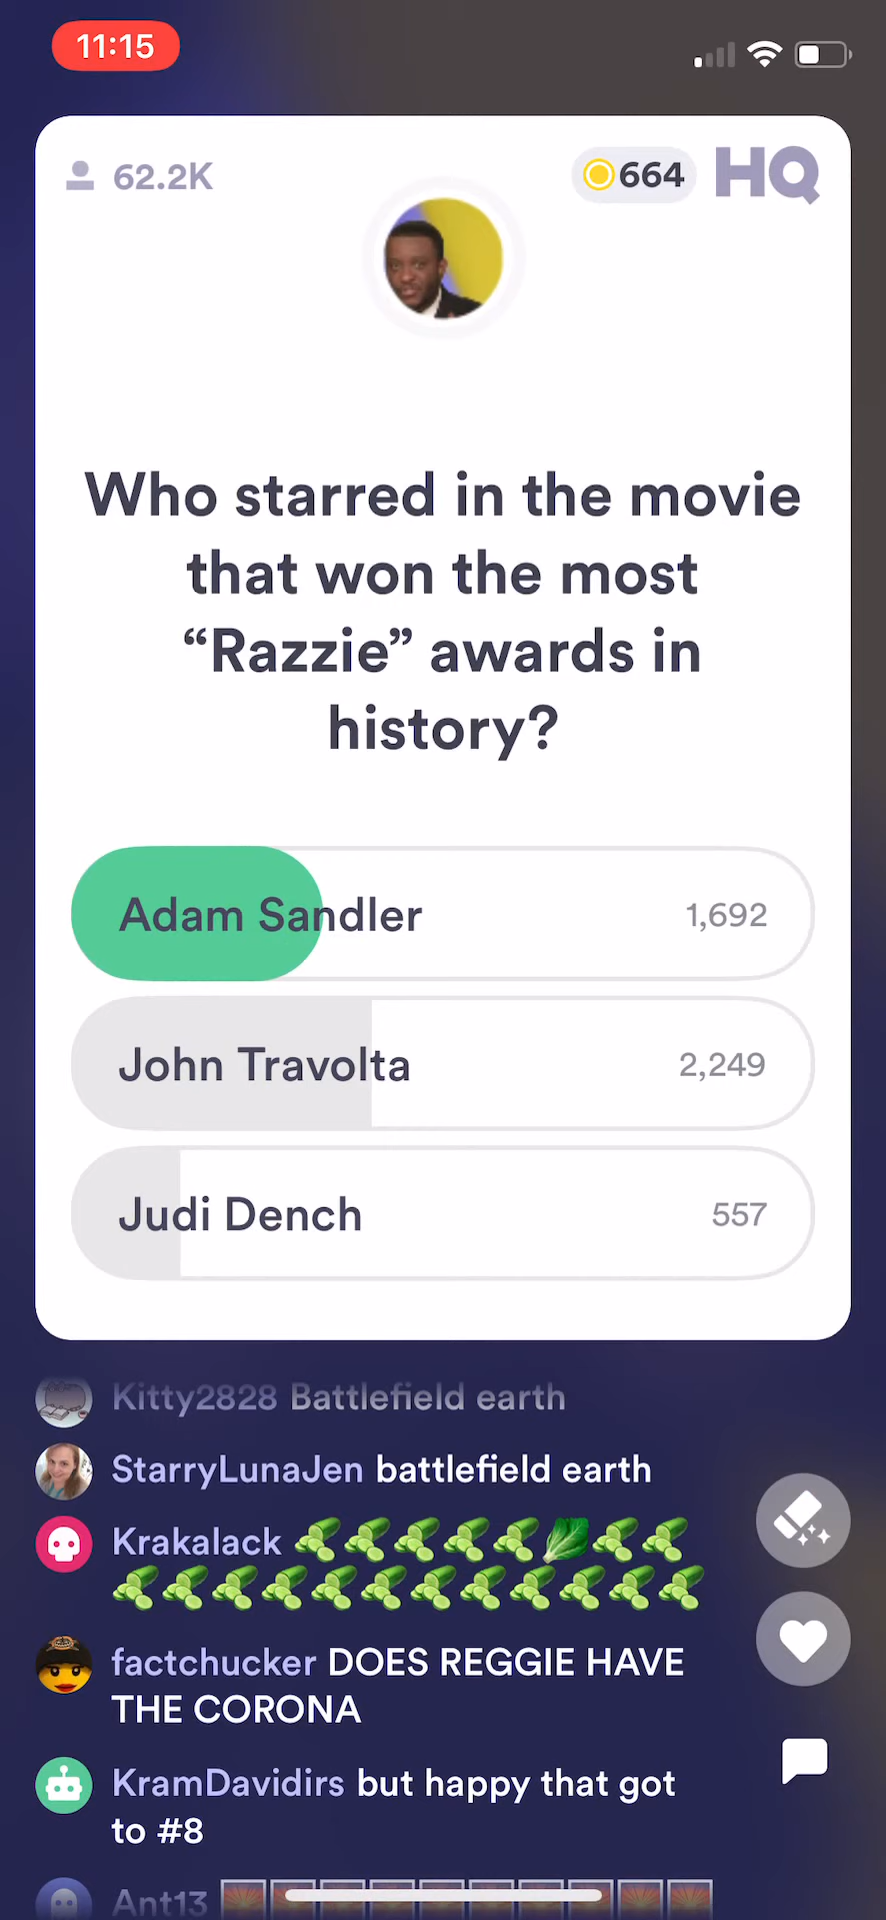 11:15
62.2K
664
HQ
Who starred in the movie
that won the most
“Razzie” awards in
history?
Adam Sandler 1,692
John Travolta 2,249
Judi Dench 557
Kitty2828 Battlefield earth
StarryLunaJen battlefield earth
Krakalack
factchucker DOES REGGIE HAVE
THE CORONA
KramDavidirs but happy that got
to #8
Ant13